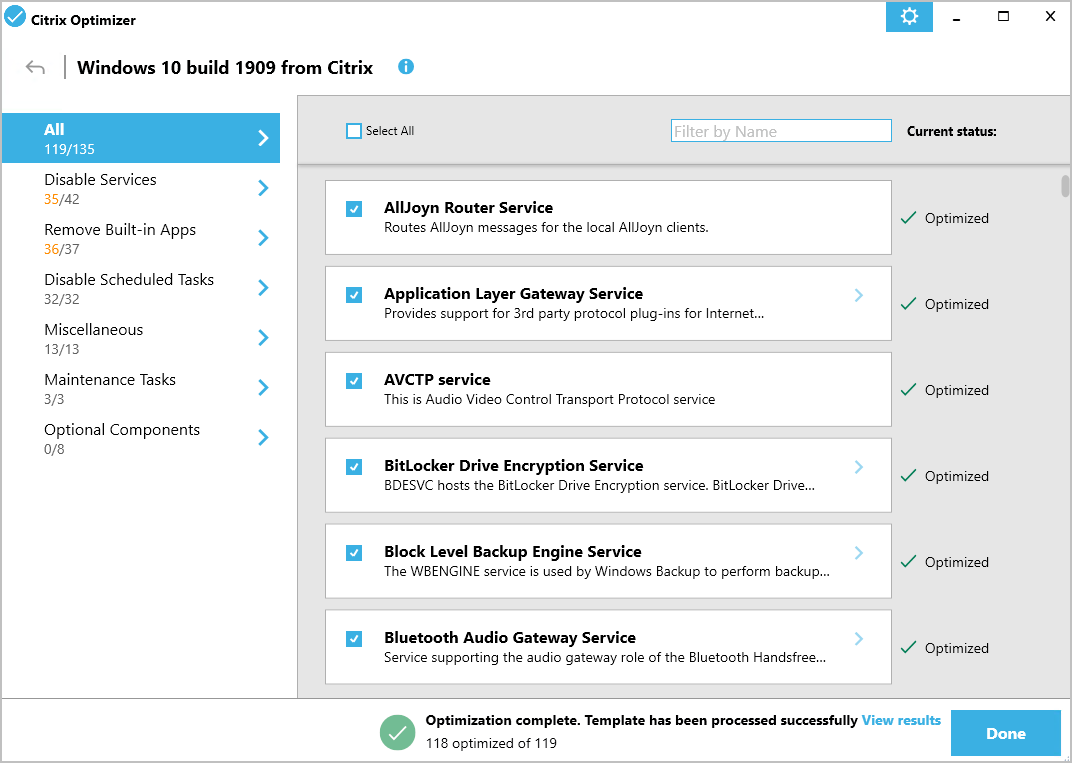 Citrix Optimizer
Windows 10 build 1909 from Citrix
All
119/135
Disable Services
35/42
Remove Built-in Apps
36/37
Disable Scheduled Tasks
32/32
Miscellaneous
13/13
Maintenance Tasks
3/3
Optional Components
0/8
Select All
Filter by Name
Current status:
AllJoyn Router Service
Routes AllJoyn messages for the local AllJoyn clients.
Optimized
Application Layer Gateway Service
Provides support for 3rd party protocol plug-ins for Internet...
Optimized
AVCTP service
This is Audio Video Control Transport Protocol service
Optimized
BitLocker Drive Encryption Service
BDESVC hosts the BitLocker Drive Encryption service. BitLocker Drive...
Optimized
Block Level Backup Engine Service
The WBENGINE service is used by Windows Backup to perform backup...
Optimized
Bluetooth Audio Gateway Service
Service supporting the audio gateway role of the Bluetooth Handsfree...
Optimized
Optimization complete. Template has been processed successfully View results
118 optimized of 119
Done